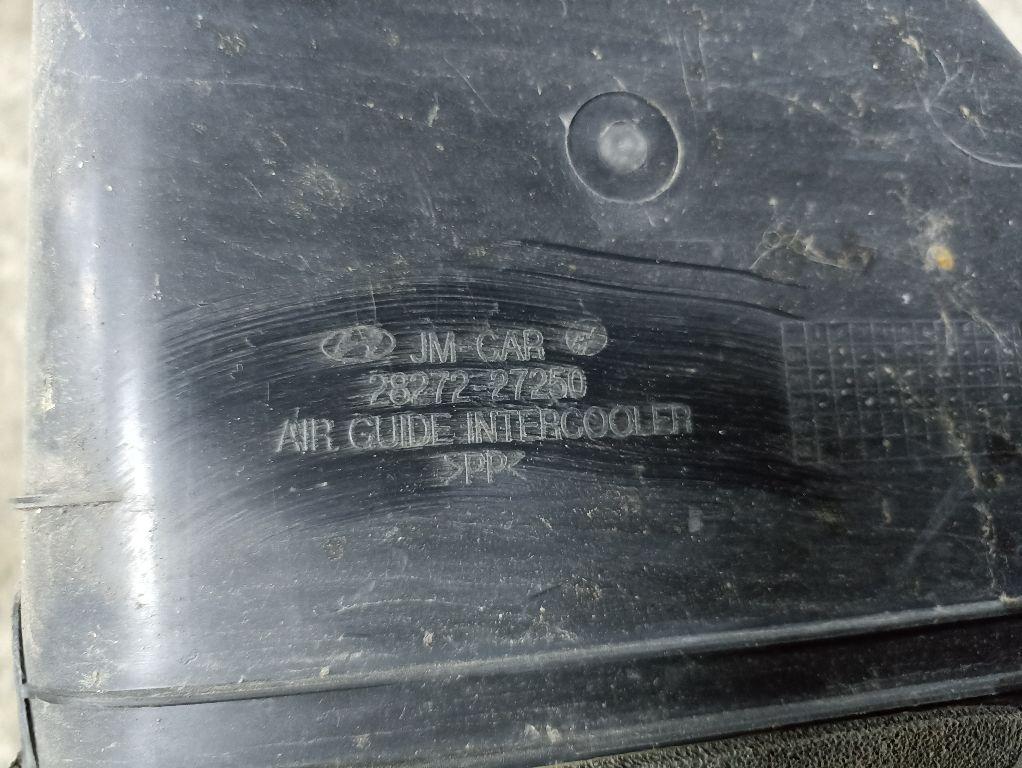 JM-CAR
28272-27250
AIR GUIDE INTERCOOLER
>PP<